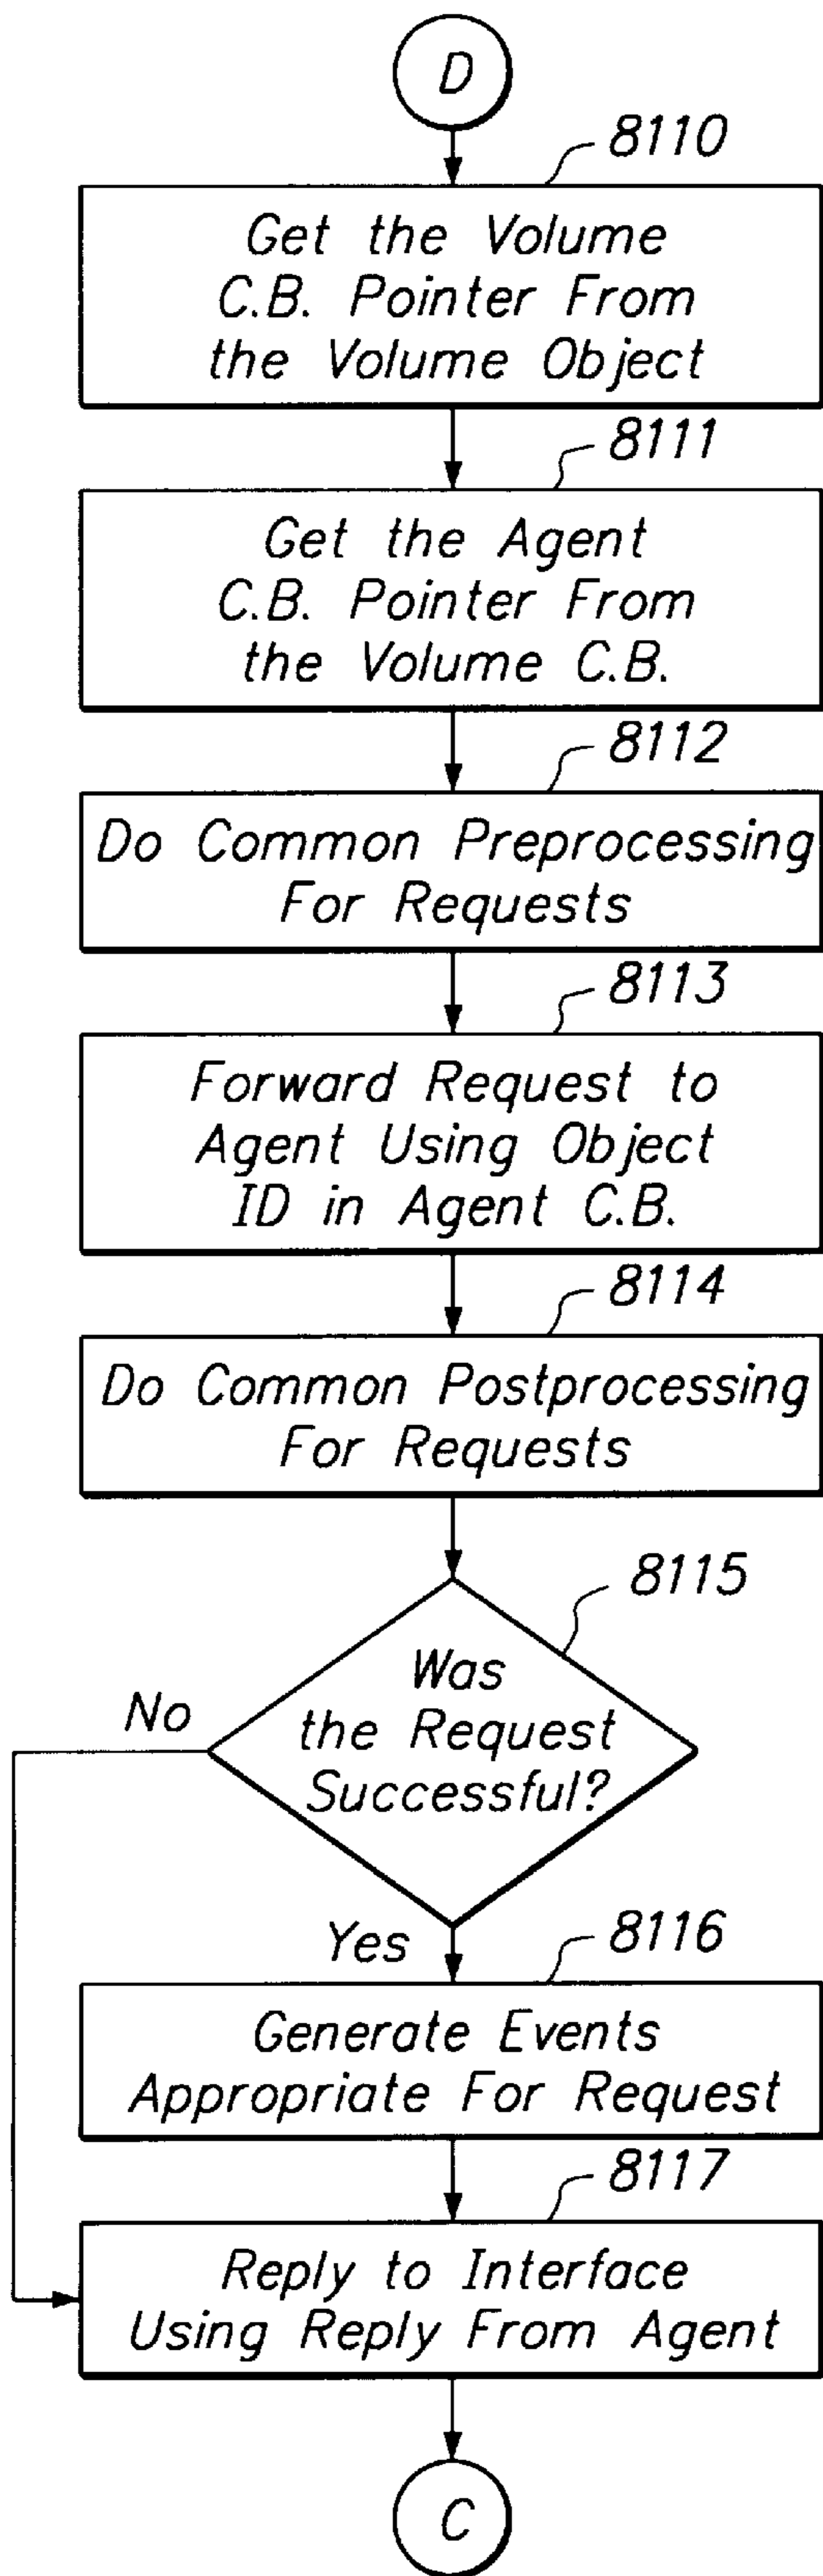 D
8110
Get the Volume
C.B. Pointer From
the Volume Object
8111
Get the Agent
C.B. Pointer From
the Volume C.B.
8112
Do Common Preprocessing
For Requests
8113
Forward Request to
Agent Using Object
ID in Agent C.B.
8114
Do Common Postprocessing
For Requests
8115
Was
the Request
Successful?
No
Yes
8116
Generate Events
Appropriate For Request
8117
Reply to Interface
Using Reply From Agent
C